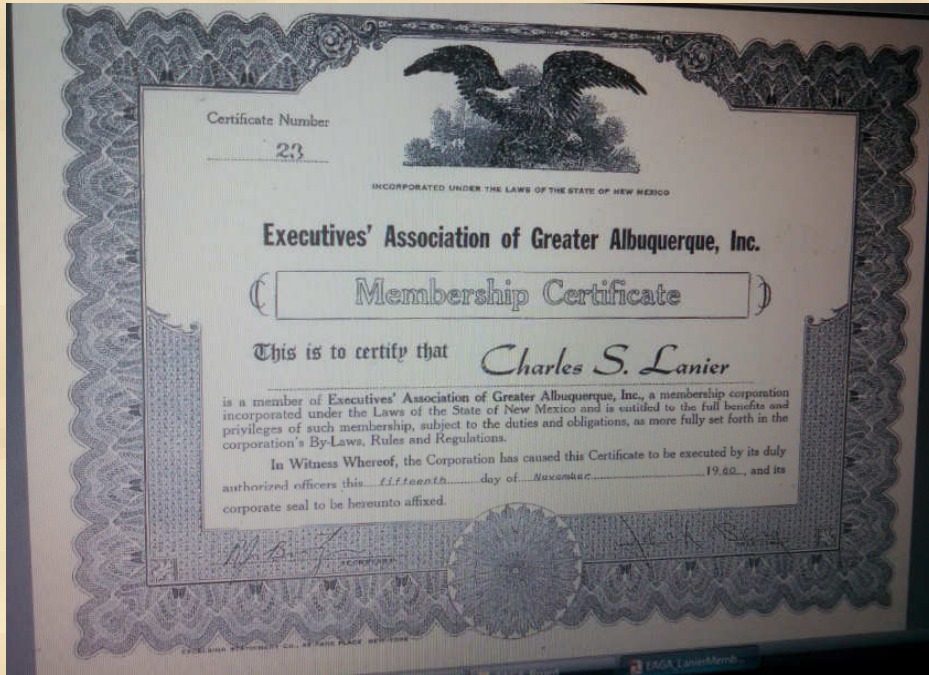 Certificate Number
23
INCORPORATED UNDER THE LAWS OF THE STATE OF NEW MEXICO
Executives' Association of Greater Albuquerque, Inc.
Membership Certificate
This is to certify that Charles S. Lanier
is a member of Executives' Association of Greater Albuquerque, Inc., a membership corporation
incorporated under the Laws of the State of New Mexico and is entitled to the full benefits and
privileges of such membership, subject to the duties and obligations, as more fully set forth in the
corporation's By-Laws, Rules and Regulations.
In Witness Whereof, the Corporation has caused this Certificate to be executed by its duly
authorized officers this fifteenth day of November 1960, and its
corporate seal to be hereunto affixed.
SECRETARY
EAGA_LanierMemb...